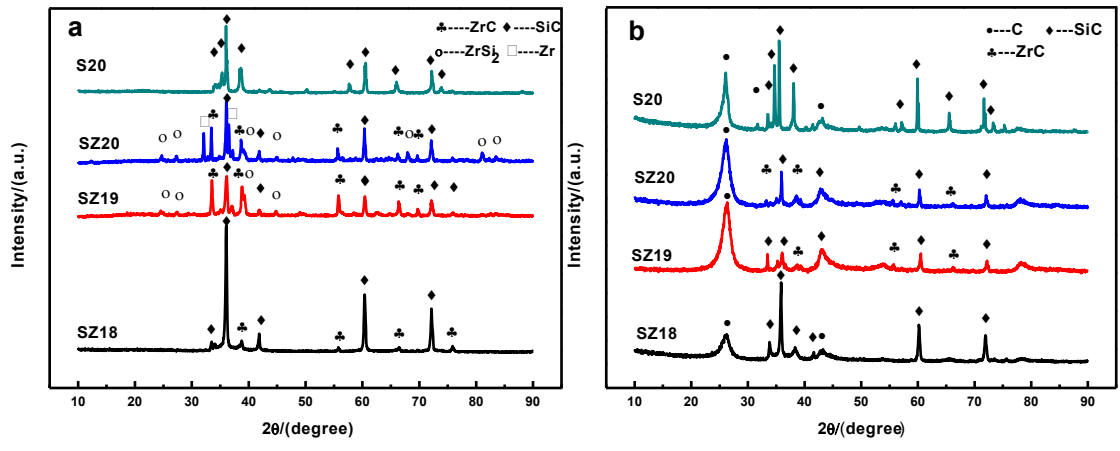 a
♣----ZrC ♦----SiC
o----ZrSi2 □----Zr
S20
SZ20
SZ19
SZ18
Intensity/(a.u.)
10 20 30 40 50 60 70 80 90
2θ/(degree)
b
●---C ♦---SiC
♣---ZrC
S20
SZ20
SZ19
SZ18
Intensity/(a.u.)
10 20 30 40 50 60 70 80 90
2θ/(degree)